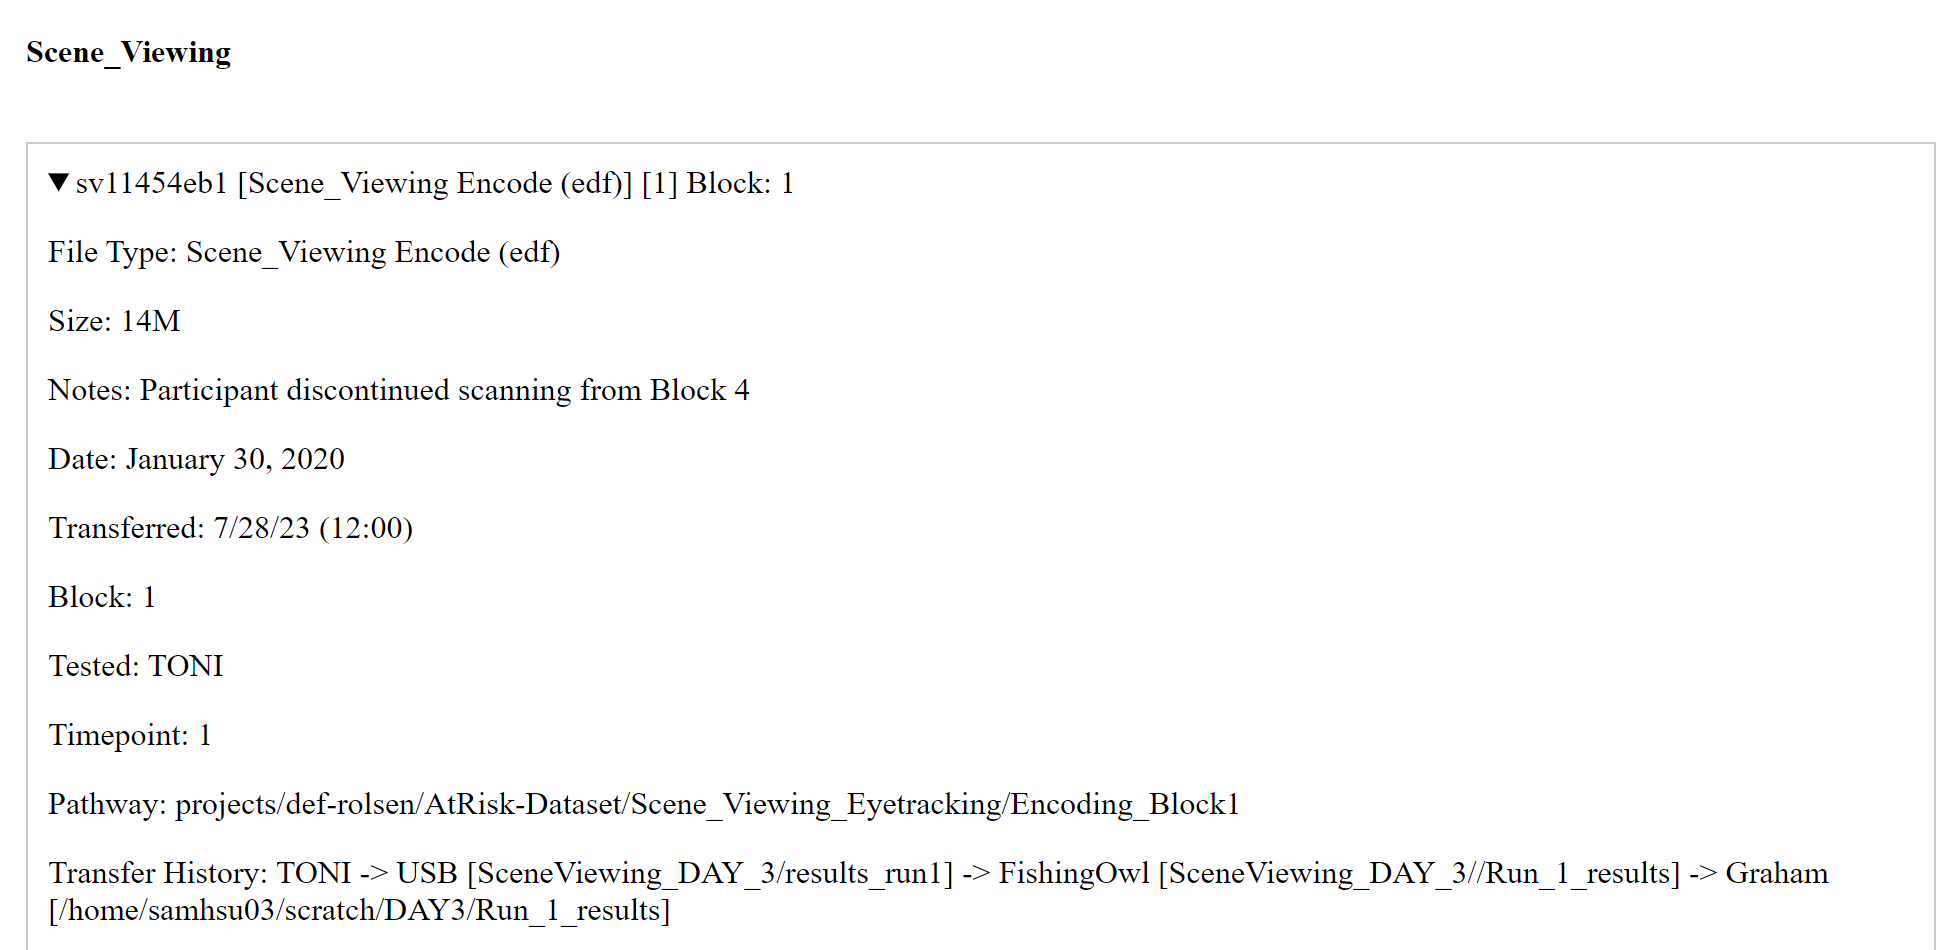 Scene_Viewing
▼ sv11454eb1 [Scene_Viewing Encode (edf)] [1] Block: 1
File Type: Scene_Viewing Encode (edf)
Size: 14M
Notes: Participant discontinued scanning from Block 4
Date: January 30, 2020
Transferred: 7/28/23 (12:00)
Block: 1
Tested: TONI
Timepoint: 1
Pathway: projects/def-rolsen/AtRisk-Dataset/Scene_Viewing_Eyetracking/Encoding_Block1
Transfer History: TONI -> USB [SceneViewing_DAY_3/results_run1] -> FishingOwl [SceneViewing_DAY_3//Run_1_results] -> Graham
[/home/samhsu03/scratch/DAY3/Run_1_results]